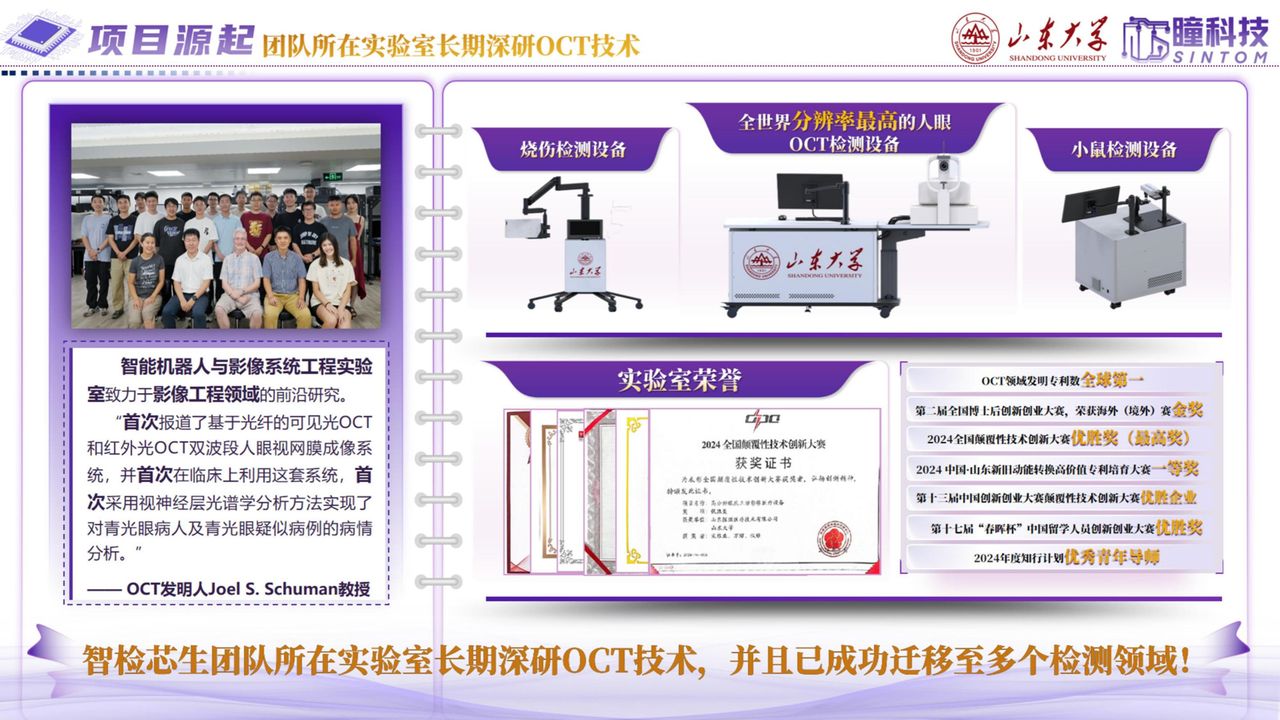 项目源起 团队所在实验室长期深研OCT技术
山东大学
SHANDONG UNIVERSITY
瞳科技
SINTOM
智能机器人与影像系统工程实验
室致力于影像工程领域的前沿研究。
“首次报道了基于光纤的可见光OCT
和红外光OCT双波段人眼视网膜成像系
统，并首次在临床上利用这套系统，首
次采用视神经层光谱学分析方法实现了
对青光眼病人及青光眼疑似病例的病情
分析。”
—— OCT发明人Joel S. Schuman教授
烧伤检测设备
全世界分辨率最高的人眼
OCT检测设备
小鼠检测设备
山东大学
山东大学
SHANDONG UNIVERSITY
实验室荣誉
2024 全国颠覆性技术创新大赛
获奖证书
OCT领域发明专利数全球第一
第二届全国博士后创新创业大赛，荣获海外（境外）赛金奖
2024全国颠覆性技术创新大赛优胜奖（最高奖）
2024 中国·山东新旧动能转换高价值专利培育大赛一等奖
第十三届中国创新创业大赛颠覆性技术创新大赛优胜企业
第十七届“春晖杯”中国留学人员创新创业大赛优胜奖
2024年度知行计划优秀青年导师
智检芯生团队所在实验室长期深研OCT技术，并且已成功迁移至多个检测领域！